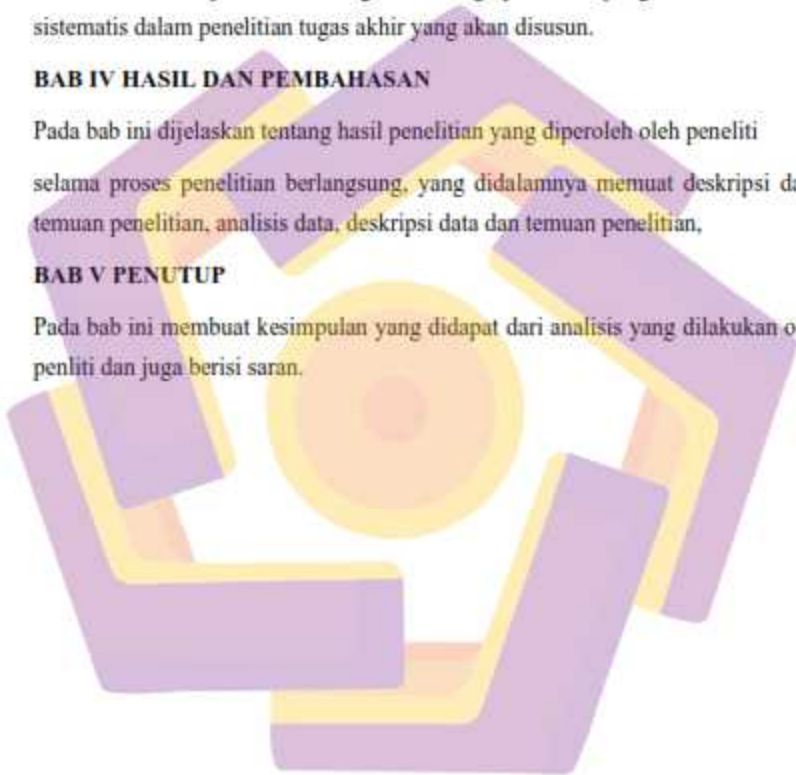 sistematis dalam penelitian tugas akhir yang akan disusun.
BAB IV HASIL DAN PEMBAHASAN
Pada bab ini dijelaskan tentang hasil penelitian yang diperoleh oleh peneliti
selama proses penelitian berlangsung, yang didalamnya memuat deskripsi da
temuan penelitian, analisis data, deskripsi data dan temuan penelitian,
BAB V PENUTUP
Pada bab ini membuat kesimpulan yang didapat dari analisis yang dilakukan o
penliti dan juga berisi saran.